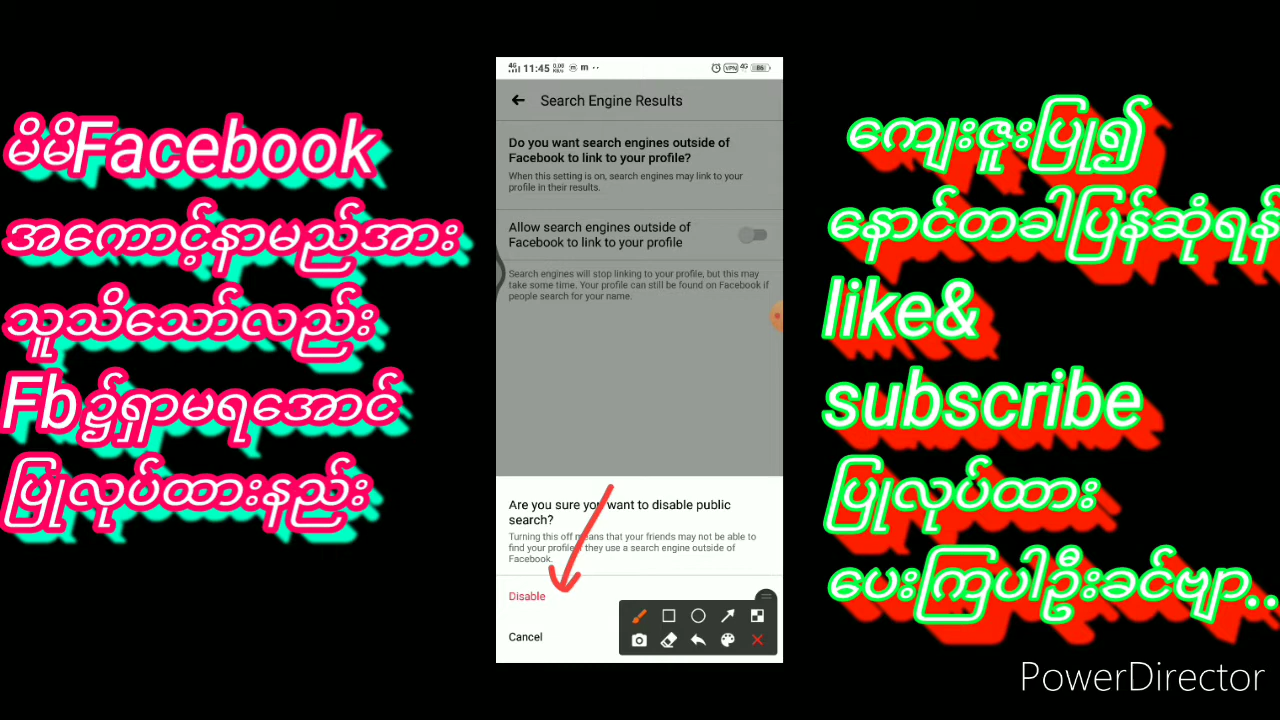 မိမိFacebook
အကောင့်နာမည်အား
သူသိသော်လည်း
Fb၌ရှာမရအောင်
ပြုလုပ်ထားနည်း
4G 11:45 0.06 KB/S m ··
VPN 4G 86
Search Engine Results
Do you want search engines outside of
Facebook to link to your profile?
When this setting is on, search engines may link to your
profile in their results.
Allow search engines outside of
Facebook to link to your profile
Search engines will stop linking to your profile, but this may
take some time. Your profile can still be found on Facebook if
people search for your name.
Are you sure you want to disable public
search?
Turning this off means that your friends may not be able to
find your profile if they use a search engine outside of
Facebook.
Disable
Cancel
ကျေးဇူးပြု၍
နောင်တခါပြန်ဆုံရန်
like&
subscribe
ပြုလုပ်ထား
ပေးကြပါဦးခင်ဗျာ..
PowerDirector